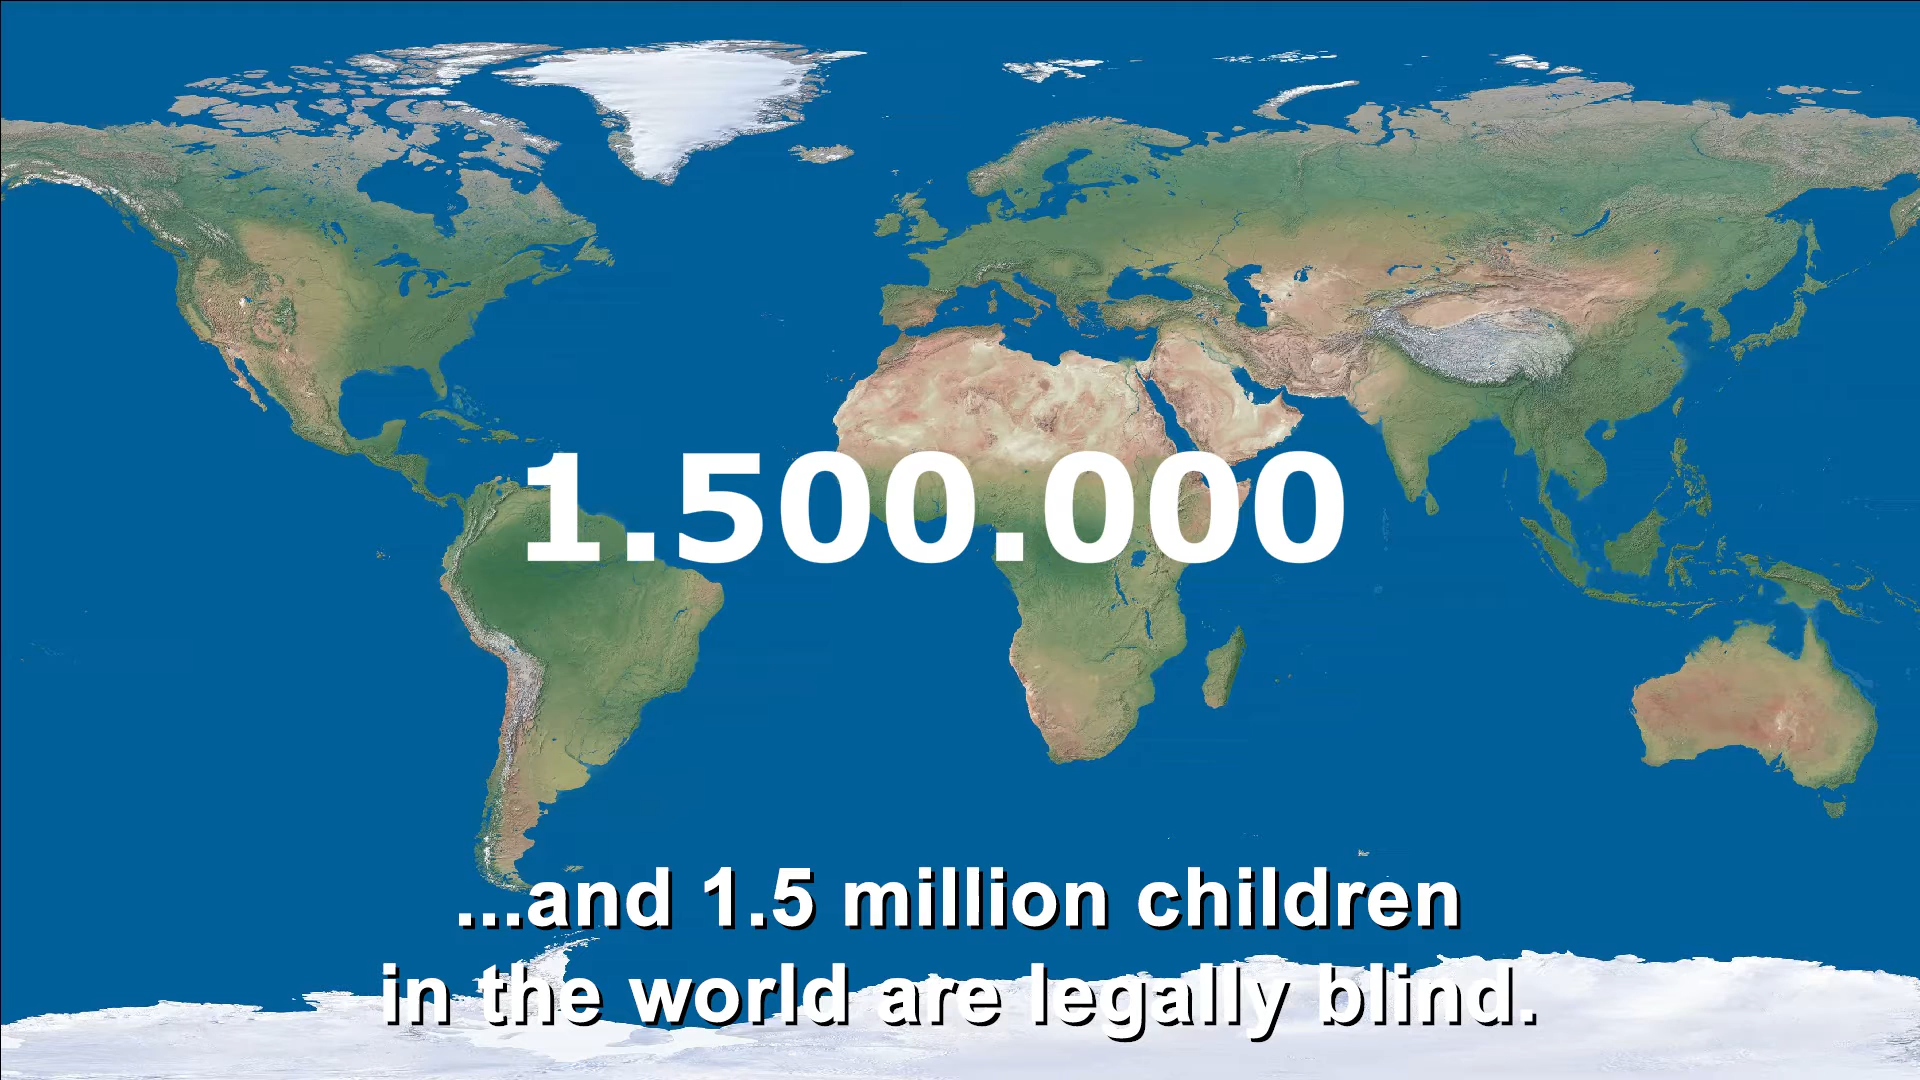 1.500.000
...and 1.5 million children
in the world are legally blind.